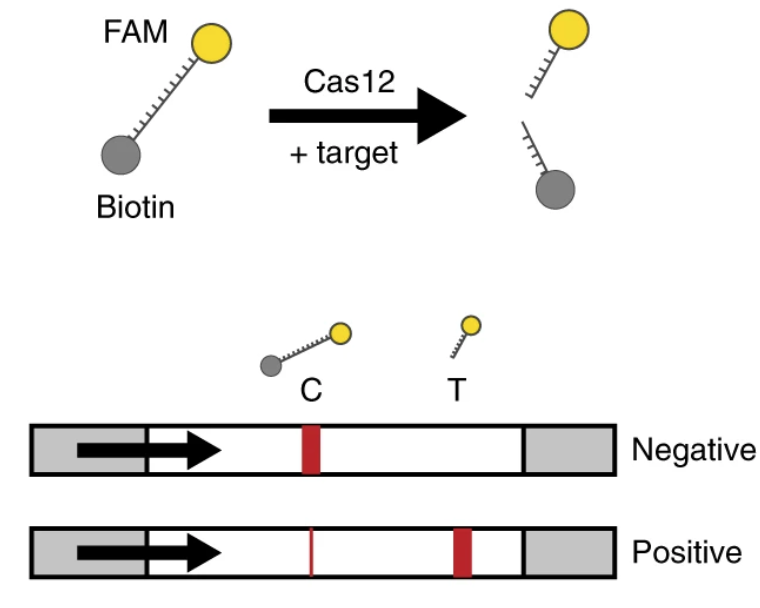 FAM
Cas12
+ target
Biotin
C
T
Negative
Positive